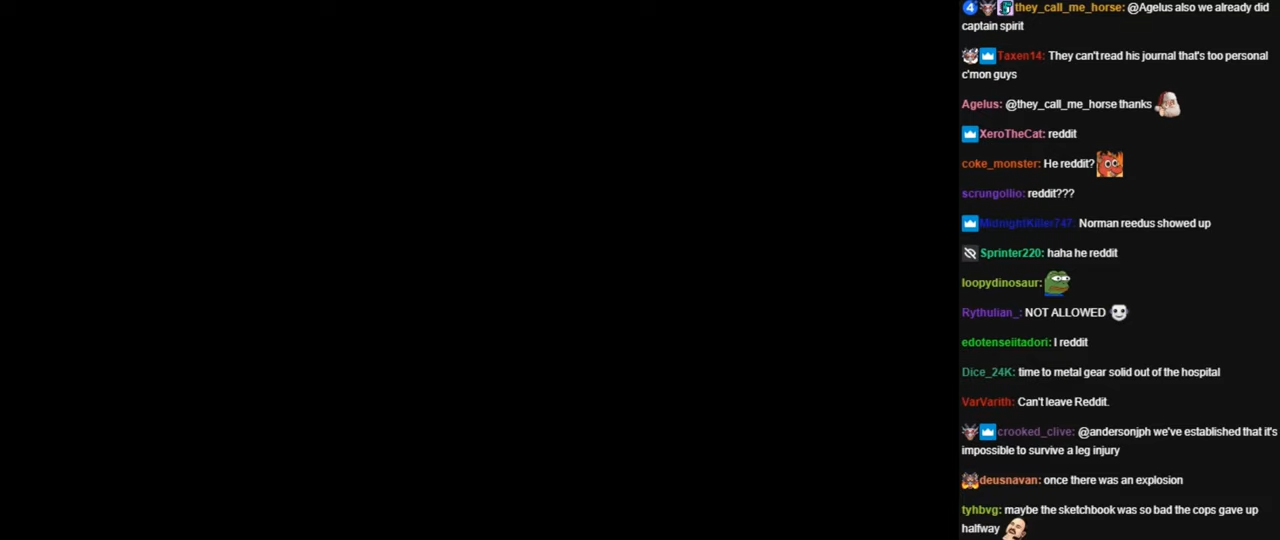 4 they_call_me_horse: @Agelus also we already did
captain spirit
Taxen14: They can't read his journal that's too personal
c'mon guys
Agelus: @they_call_me_horse thanks
XeroTheCat: reddit
coke_monster: He reddit?
scrungollio: reddit???
MidnightKiller747: Norman reedus showed up
Sprinter220: haha he reddit
loopydinosaur:
Rythulian_: NOT ALLOWED
edotenseiitadori: I reddit
Dice_24K: time to metal gear solid out of the hospital
VarVarith: Can't leave Reddit.
crooked_clive: @andersonjph we've established that it's
impossible to survive a leg injury
deusnavan: once there was an explosion
tyhbvg: maybe the sketchbook was so bad the cops gave up
halfway